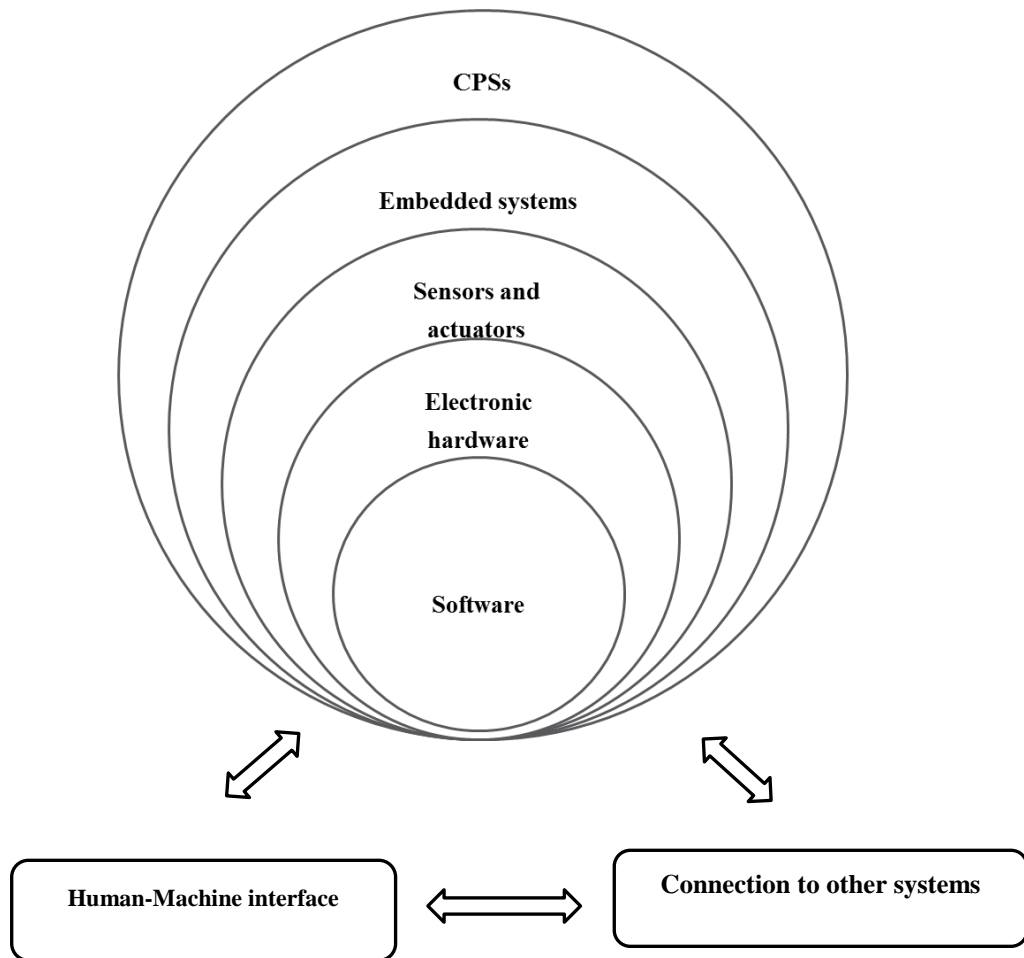 CPSs
Embedded systems
Sensors and
actuators
Electronic
hardware
Software
Human-Machine interface
Connection to other systems